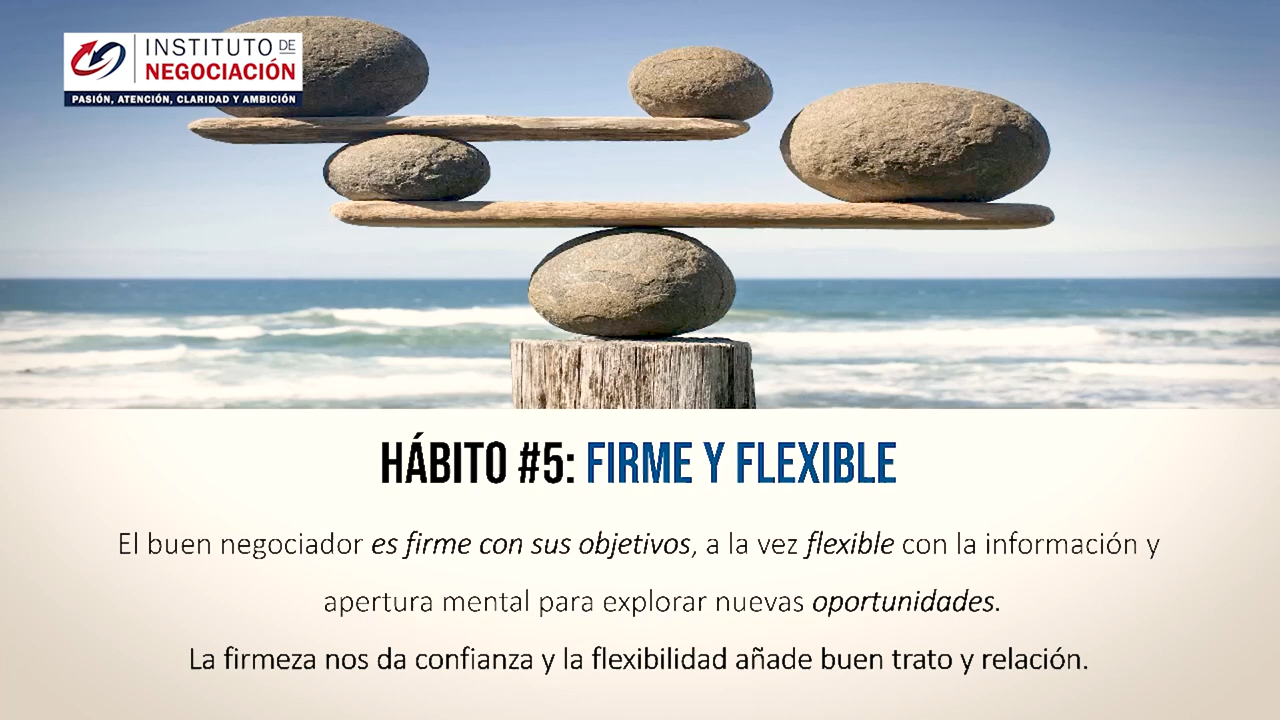 INSTITUTO DE
NEGOCIACIÓN
PASIÓN, ATENCIÓN, CLARIDAD Y AMBICIÓN
HÁBITO #5: FIRME Y FLEXIBLE
El buen negociador es firme con sus objetivos, a la vez flexible con la información y
apertura mental para explorar nuevas oportunidades.
La firmeza nos da confianza y la flexibilidad añade buen trato y relación.